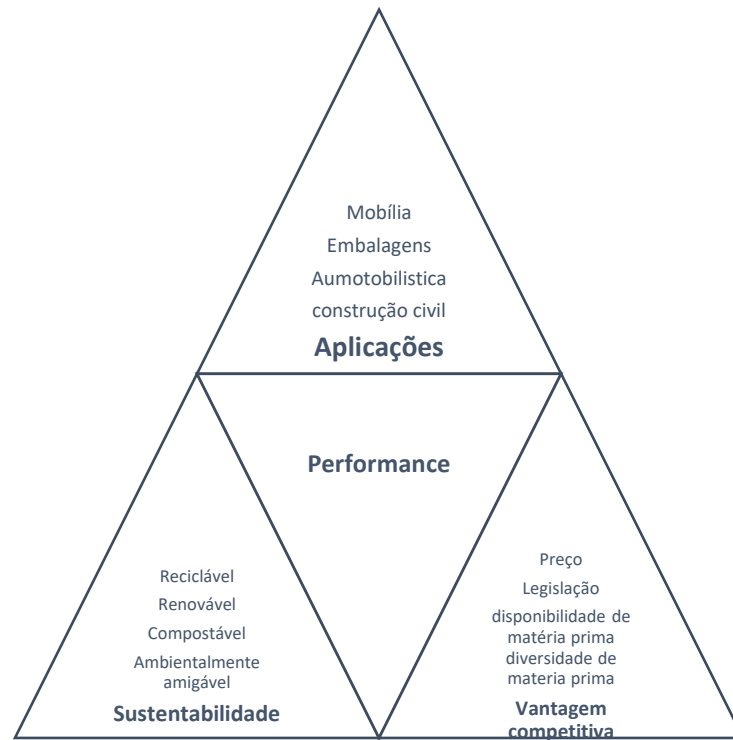 Mobília
Embalagens
Aumotobilistica
construção civil
Aplicações
Performance
Reciclável
Renovável
Compostável
Ambientalmente
amigável
Sustentabilidade
Preço
Legislação
disponibilidade de
matéria prima
diversidade de
materia prima
Vantagem
competitiva